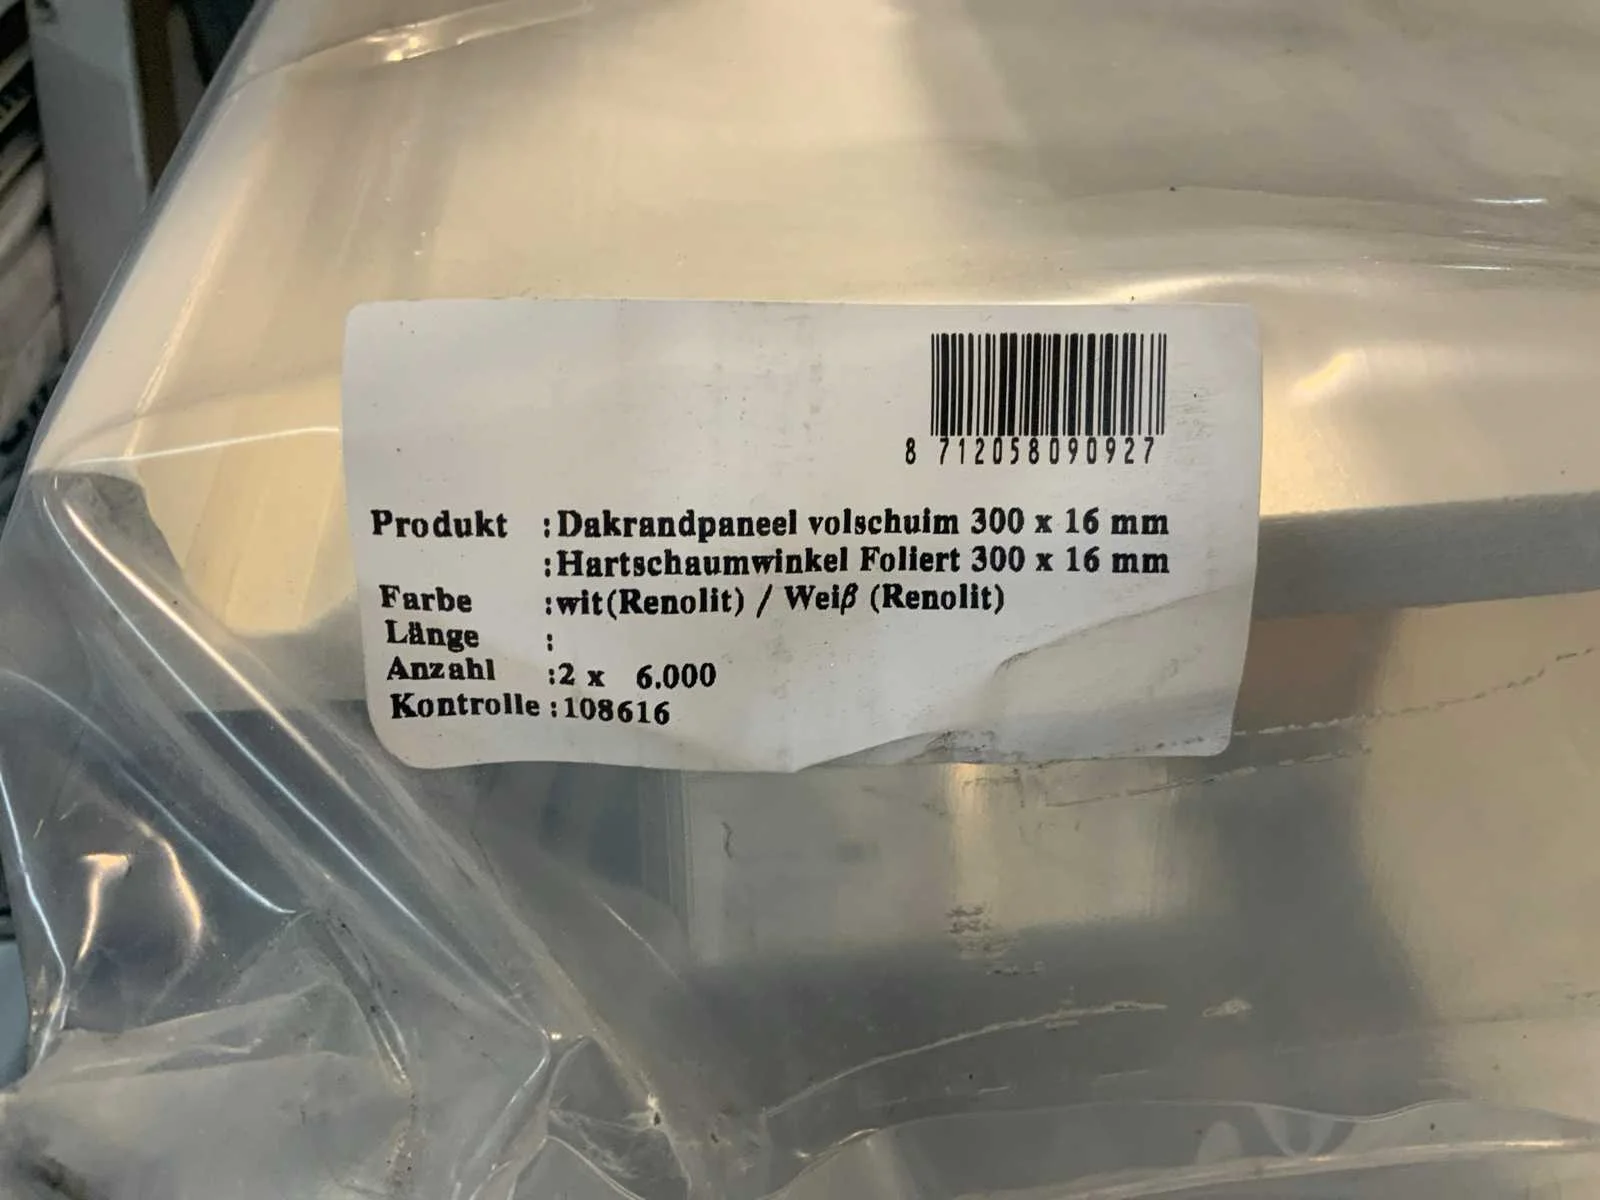 8 712058 090927
Produkt :Dakrandpaneel volschuim 300 x 16 mm
:Hartschaumwinkel Foliert 300 x 16 mm
Farbe :wit(Renolit) / Weiβ (Renolit)
Länge :
Anzahl :2 x 6.000
Kontrolle :108616